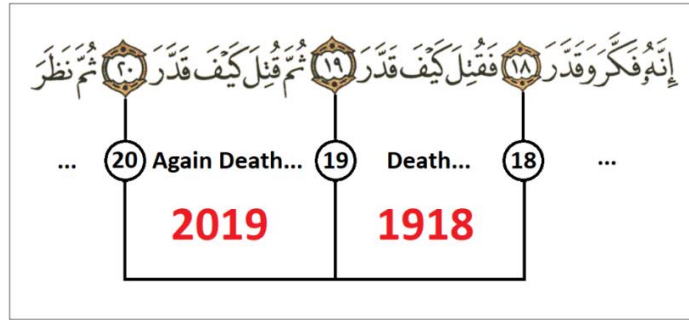 إِنَّهُۥ فَكَّرَ وَقَدَّرَ ١٨ فَقُتِلَ كَيْفَ قَدَّرَ ١٩ ثُمَّ قُتِلَ كَيْفَ قَدَّرَ ٢٠ ثُمَّ نَظَرَ
... 20 Again Death... 19 Death... 18 ...
2019 1918